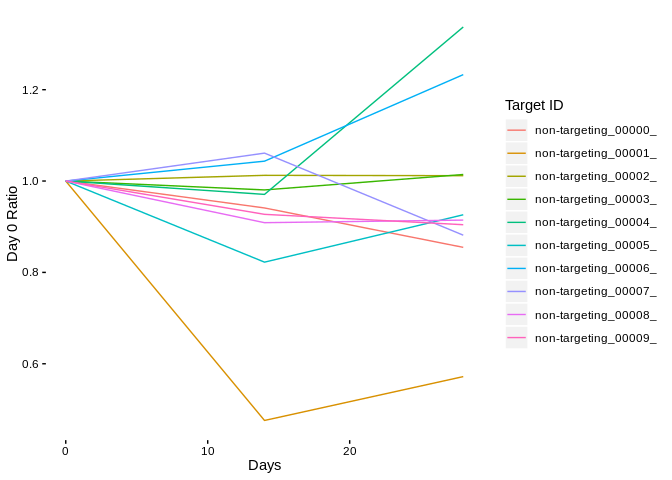 Day 0 Ratio
1.2
1.0
0.8
0.6
0
10
20
Days
Target ID
non-targeting_00000_
non-targeting_00001_
non-targeting_00002_
non-targeting_00003_
non-targeting_00004_
non-targeting_00005_
non-targeting_00006_
non-targeting_00007_
non-targeting_00008_
non-targeting_00009_